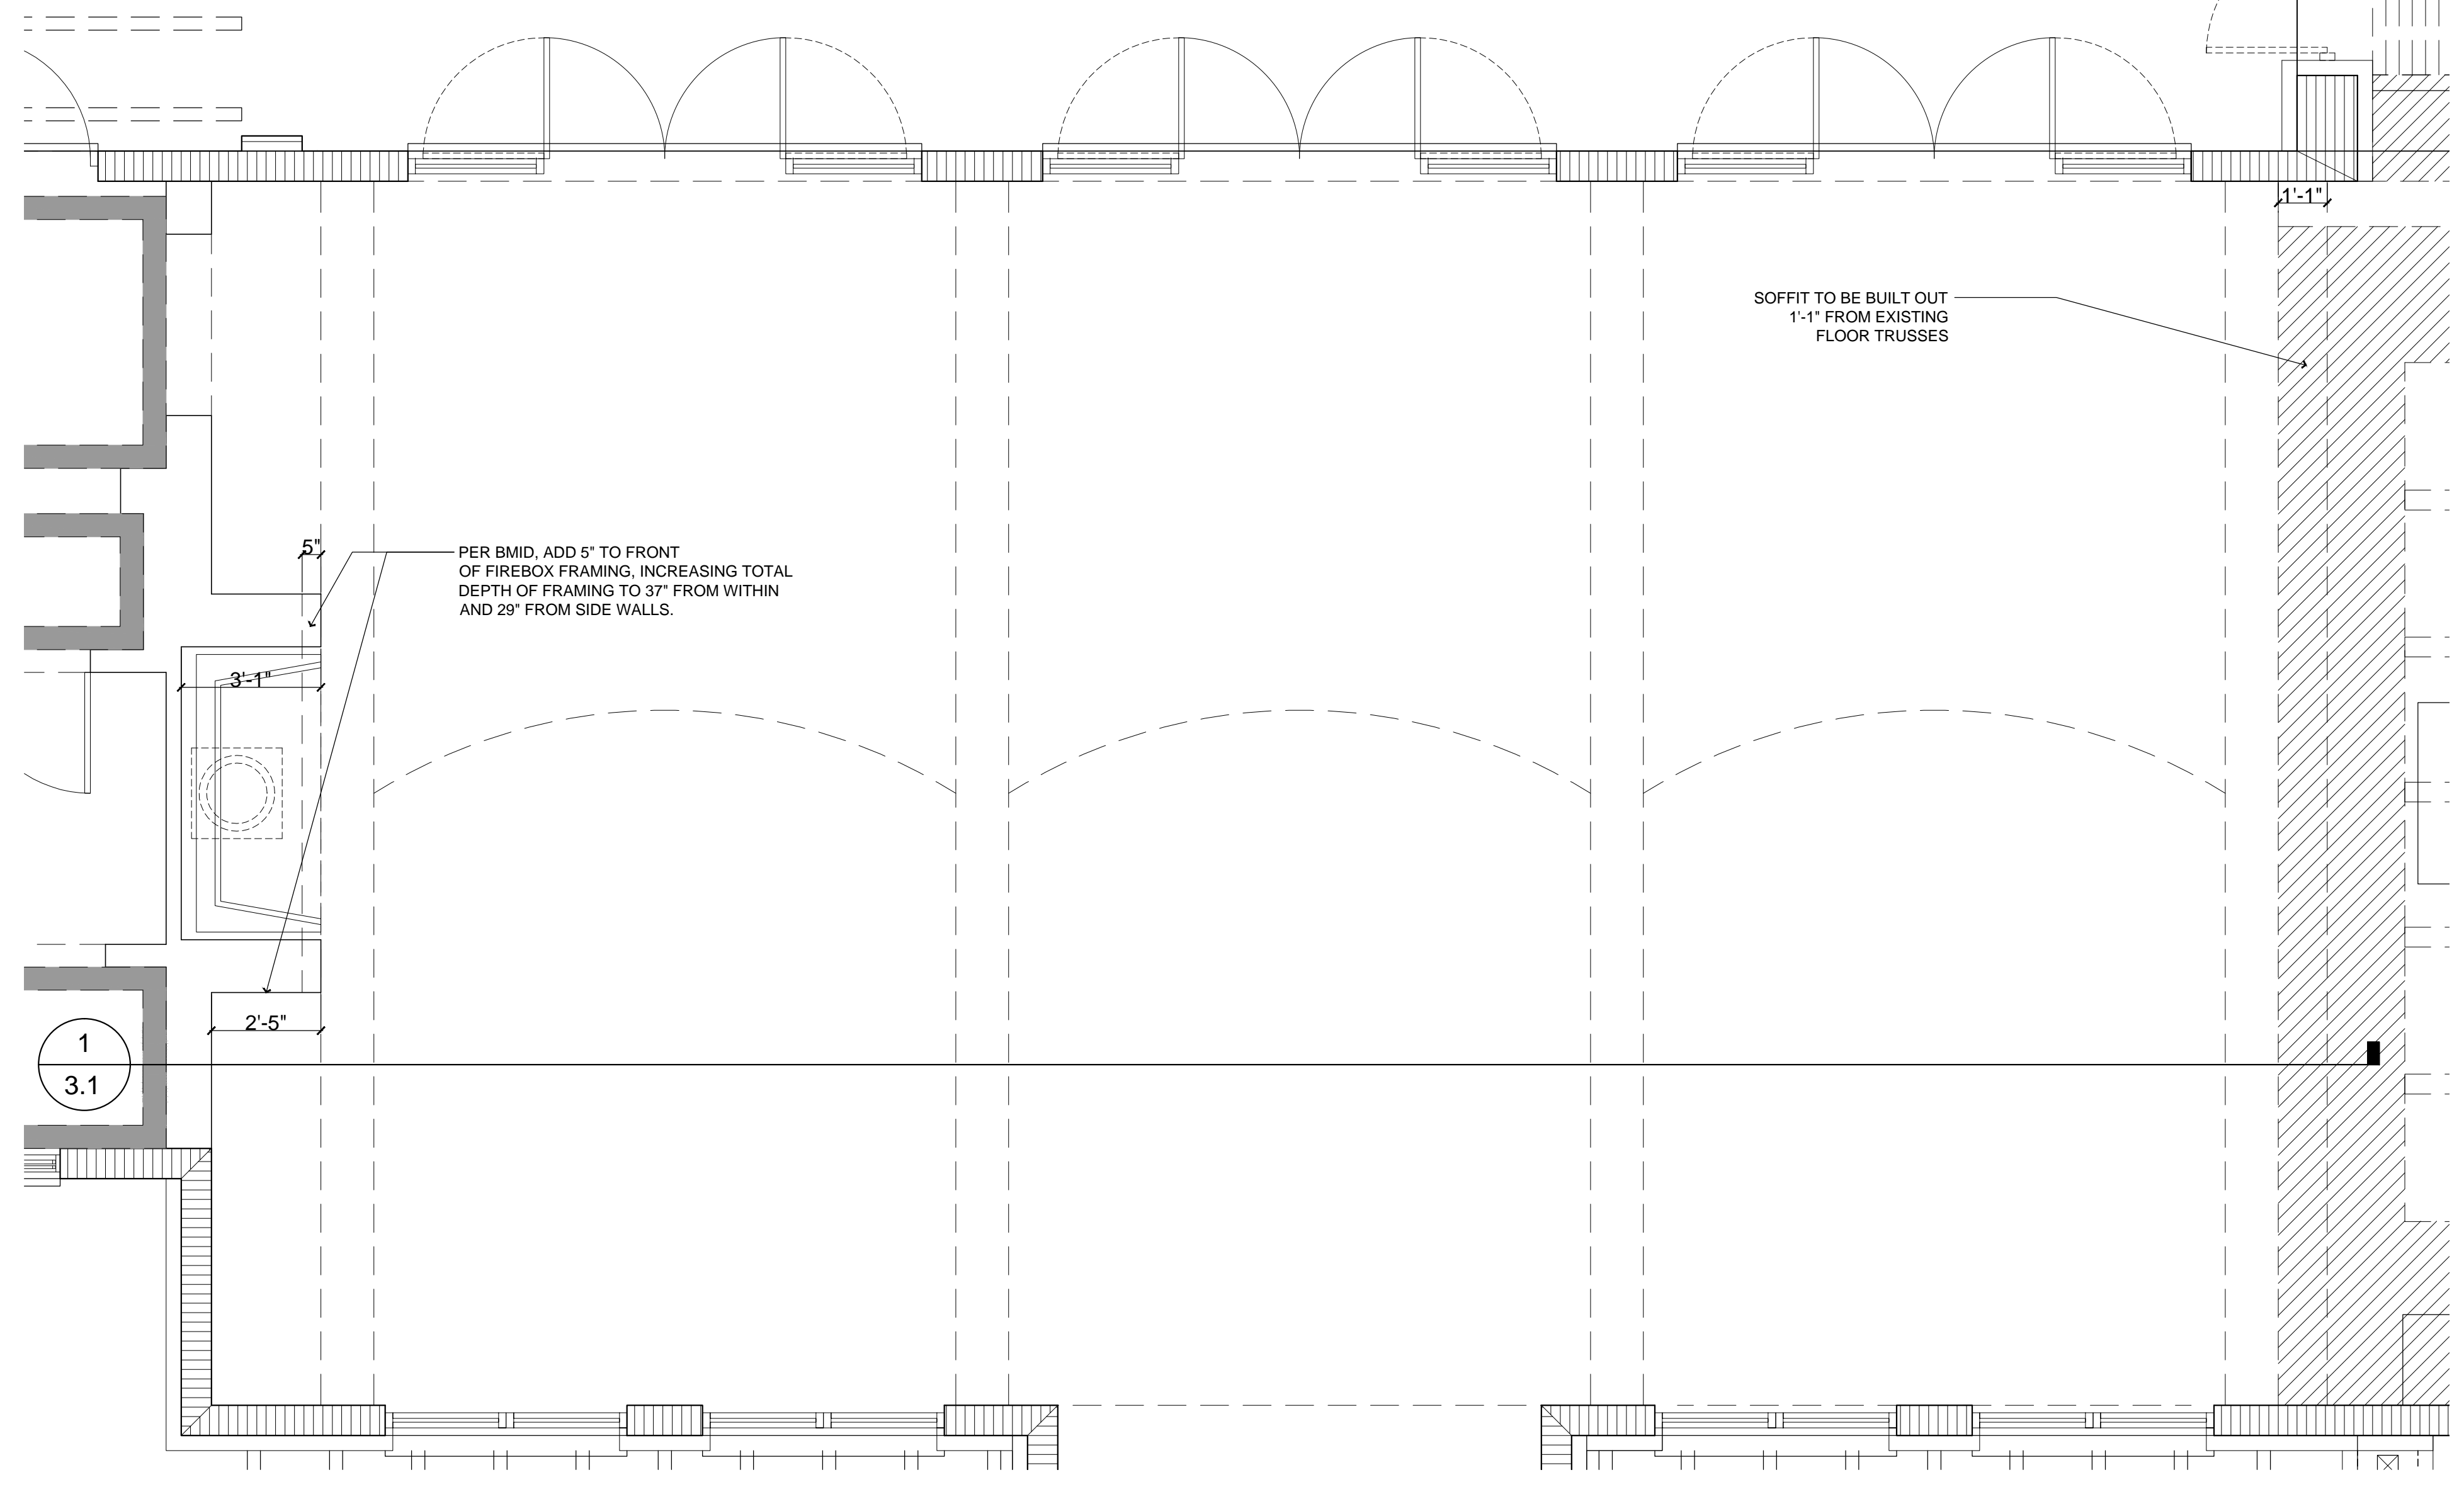 1'-1"
SOFFIT TO BE BUILT OUT
1'-1" FROM EXISTING
FLOOR TRUSSES
5"
PER BMID, ADD 5" TO FRONT
OF FIREBOX FRAMING, INCREASING TOTAL
DEPTH OF FRAMING TO 37" FROM WITHIN
AND 29" FROM SIDE WALLS.
3'-1"
2'-5"
1
3.1